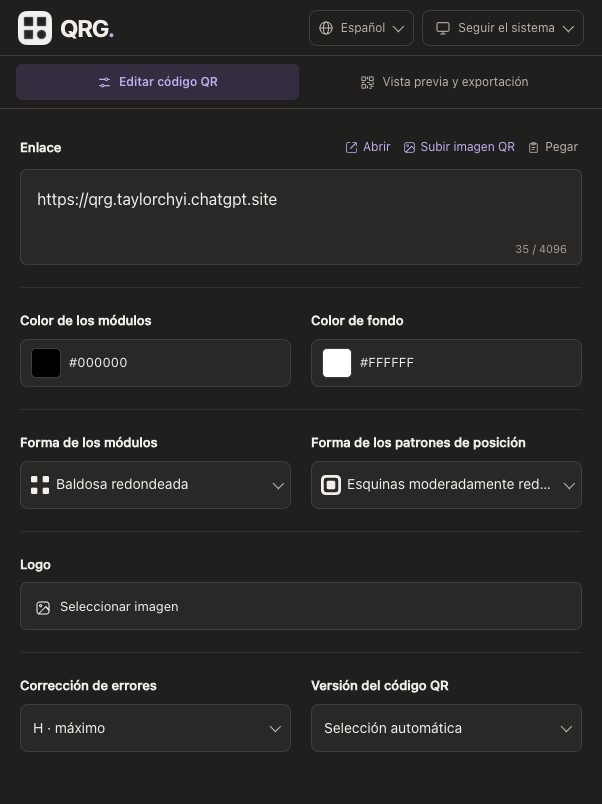 QRG.
Español
Seguir el sistema
Editar código QR
Vista previa y exportación
Enlace
Abrir
Subir imagen QR
Pegar
https://qrg.taylorchyi.chatgpt.site
35 / 4096
Color de los módulos
Color de fondo
#000000
#FFFFFF
Forma de los módulos
Forma de los patrones de posición
Baldosa redondeada
Esquinas moderadamente red...
Logo
Seleccionar imagen
Corrección de errores
Versión del código QR
H · máximo
Selección automática